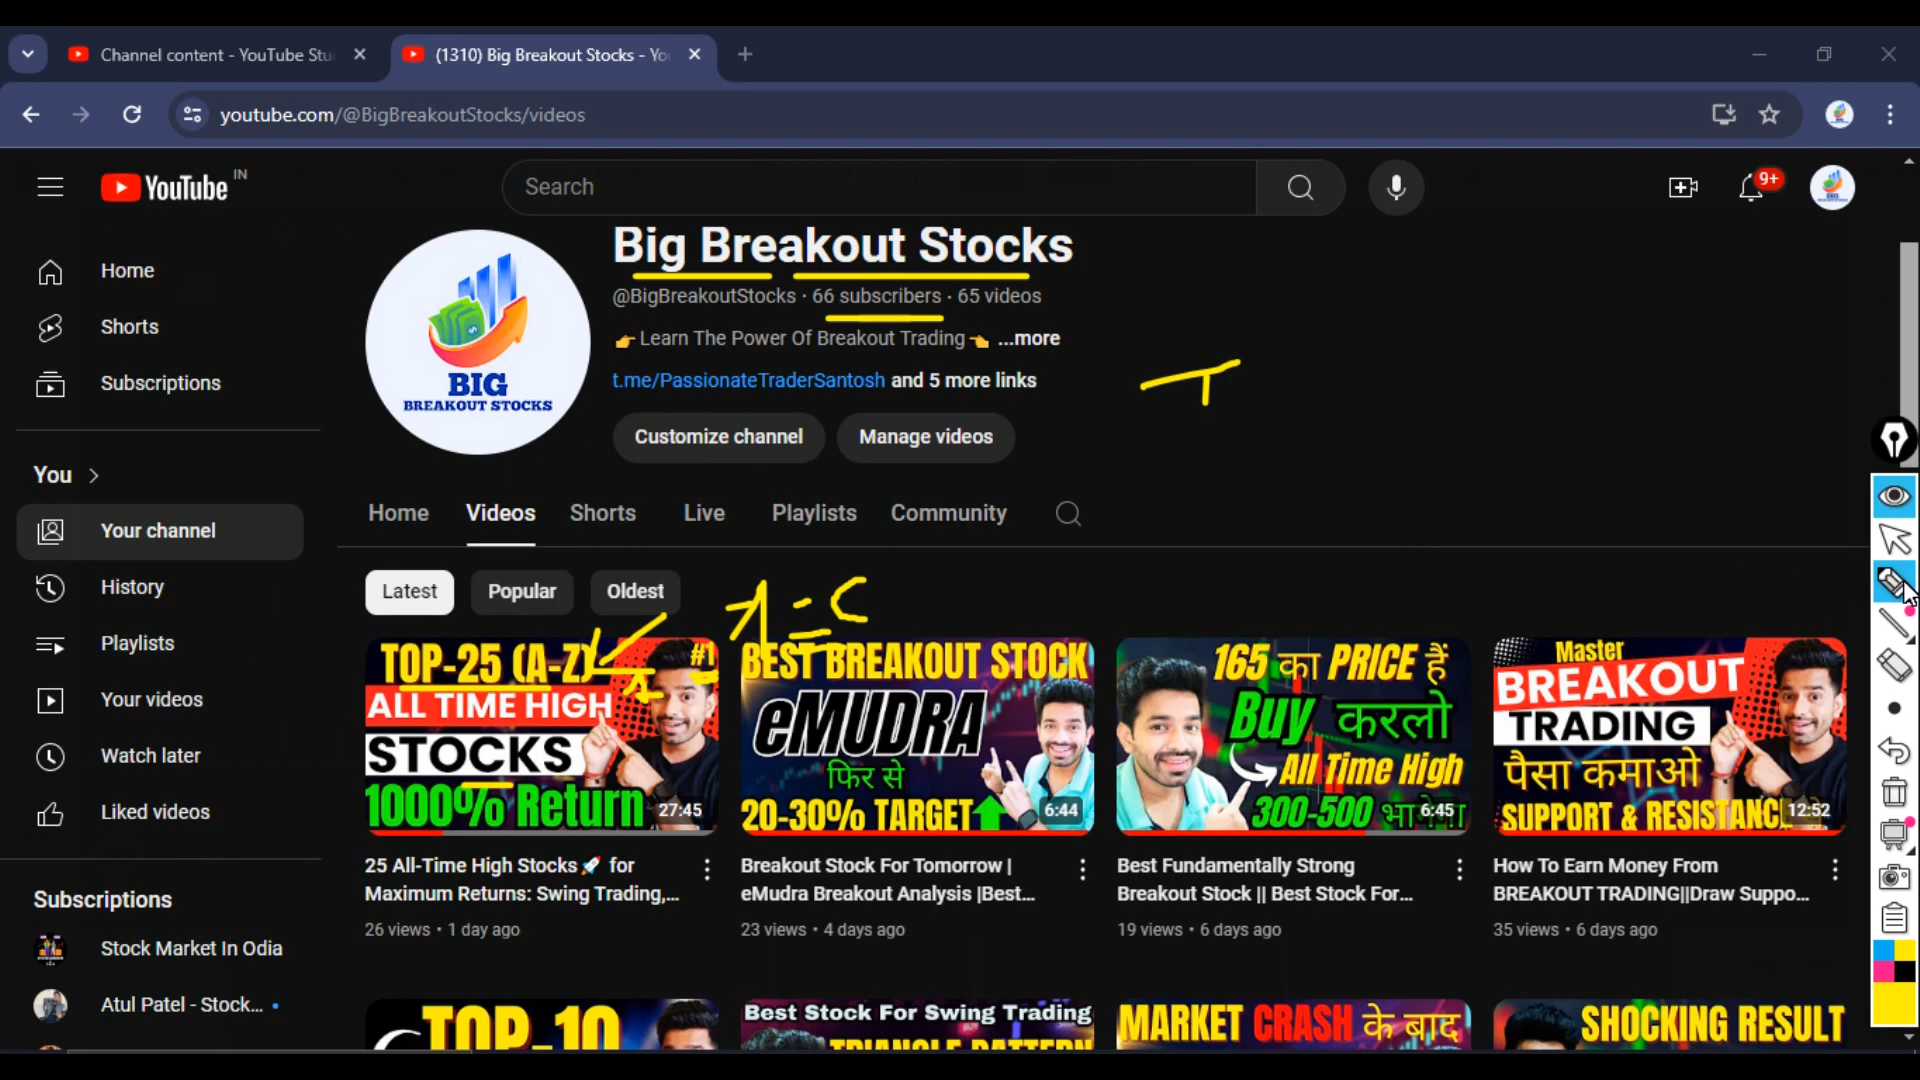 Channel content - YouTube Stu
(1310) Big Breakout Stocks - Yo
youtube.com/@BigBreakoutStocks/videos
YouTube IN
Search
9+
Home
Shorts
Subscriptions
You
Your channel
History
Playlists
Your videos
Watch later
Liked videos
Subscriptions
Stock Market In Odia
Atul Patel - Stock...
BIG
BREAKOUT STOCKS
Big Breakout Stocks
@BigBreakoutStocks · 66 subscribers · 65 videos
👉Learn The Power Of Breakout Trading👈 ...more
t.me/PassionateTraderSantosh and 5 more links
Customize channel
Manage videos
Home Videos Shorts Live Playlists Community
Latest Popular Oldest
TOP-25 (A-Z) #1
ALL TIME HIGH
STOCKS
1000% Return
27:45
25 All-Time High Stocks🚀 for
Maximum Returns: Swing Trading,...
26 views · 1 day ago
BEST BREAKOUT STOCK
eMUDRA
फिर से
20-30% TARGET
6:44
Breakout Stock For Tomorrow |
eMudra Breakout Analysis |Best...
23 views · 4 days ago
165 का PRICE हैं
Buy करलो
All Time High
300-500
6:45
Best Fundamentally Strong
Breakout Stock || Best Stock For...
19 views · 6 days ago
Master
BREAKOUT
TRADING
पैसा कमाओ
SUPPORT & RESISTANCE
12:52
How To Earn Money From
BREAKOUT TRADING||Draw Suppo...
35 views · 6 days ago
TOP-10
Best Stock For Swing Trading
TRIANGLE PATTERN
MARKET CRASH के बाद
SHOCKING RESULT